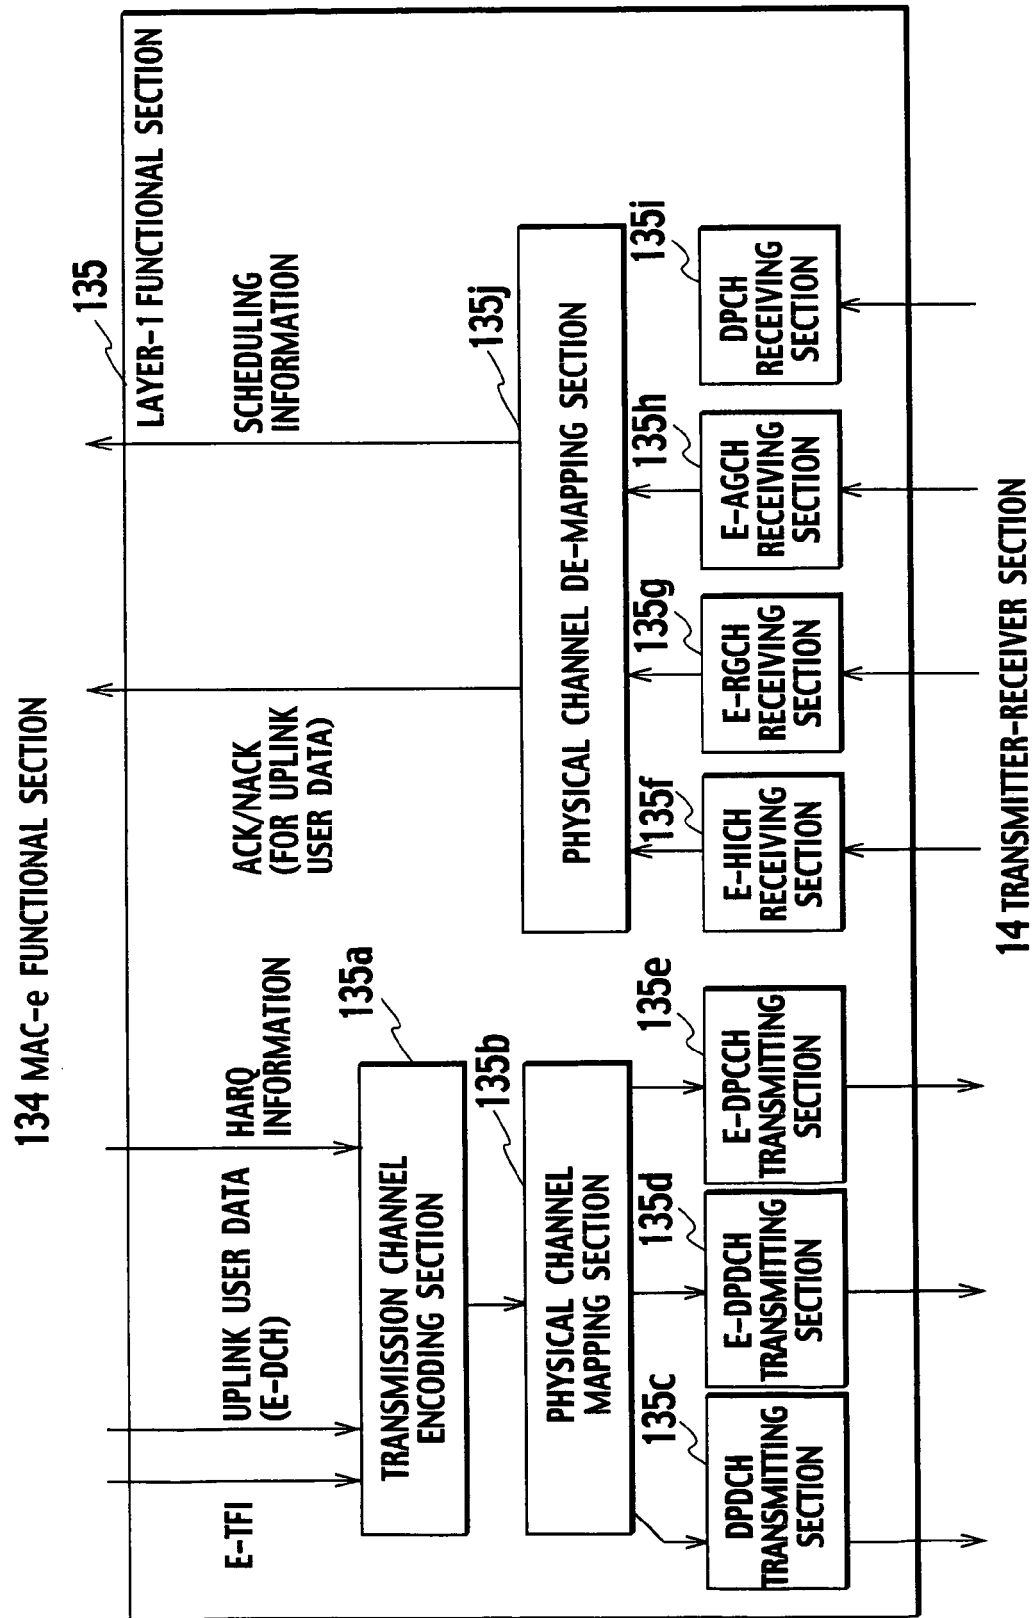 134 MAC-e FUNCTIONAL SECTION
135
LAYER-1 FUNCTIONAL SECTION
E-TFI
UPLINK USER DATA
(E-DCH)
HARQ
INFORMATION
ACK/NACK
(FOR UPLINK
USER DATA)
SCHEDULING
INFORMATION
135a
TRANSMISSION CHANNEL
ENCODING SECTION
135b
PHYSICAL CHANNEL
MAPPING SECTION
135j
PHYSICAL CHANNEL DE-MAPPING SECTION
135c
DPDCH
TRANSMITTING
SECTION
135d
E-DPDCH
TRANSMITTING
SECTION
135e
E-DPCCH
TRANSMITTING
SECTION
135f
E-HICH
RECEIVING
SECTION
135g
E-RGCH
RECEIVING
SECTION
135h
E-AGCH
RECEIVING
SECTION
135i
DPCH
RECEIVING
SECTION
14 TRANSMITTER-RECEIVER SECTION